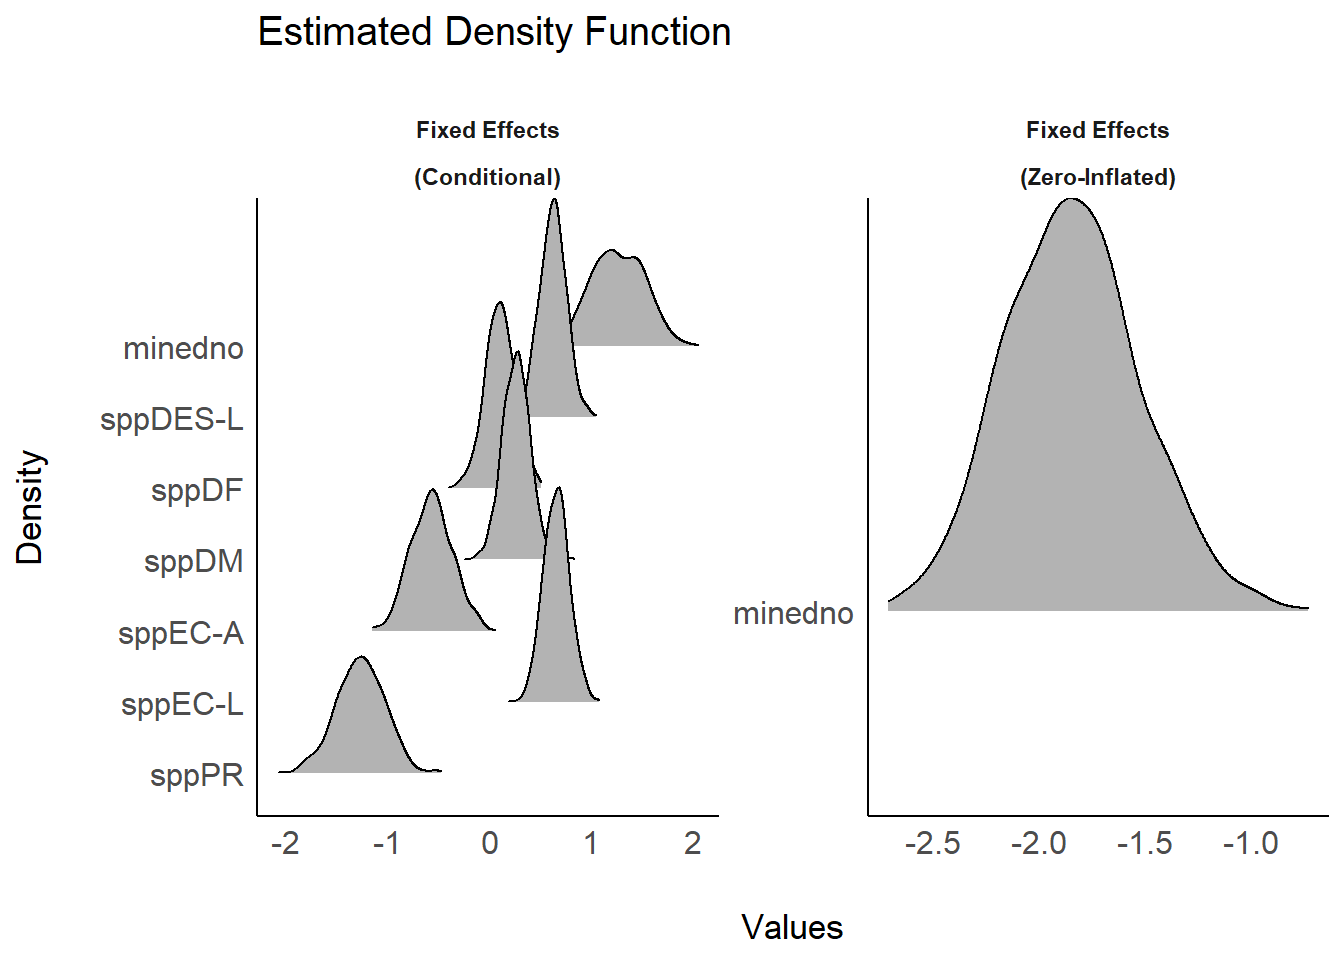 Estimated Density Function
Fixed Effects
(Conditional)
Fixed Effects
(Zero-Inflated)
Density
minedno
sppDES-L
sppDF
sppDM
sppEC-A
sppEC-L
sppPR
minedno
-2 -1 0 1 2
-2.5 -2.0 -1.5 -1.0
Values